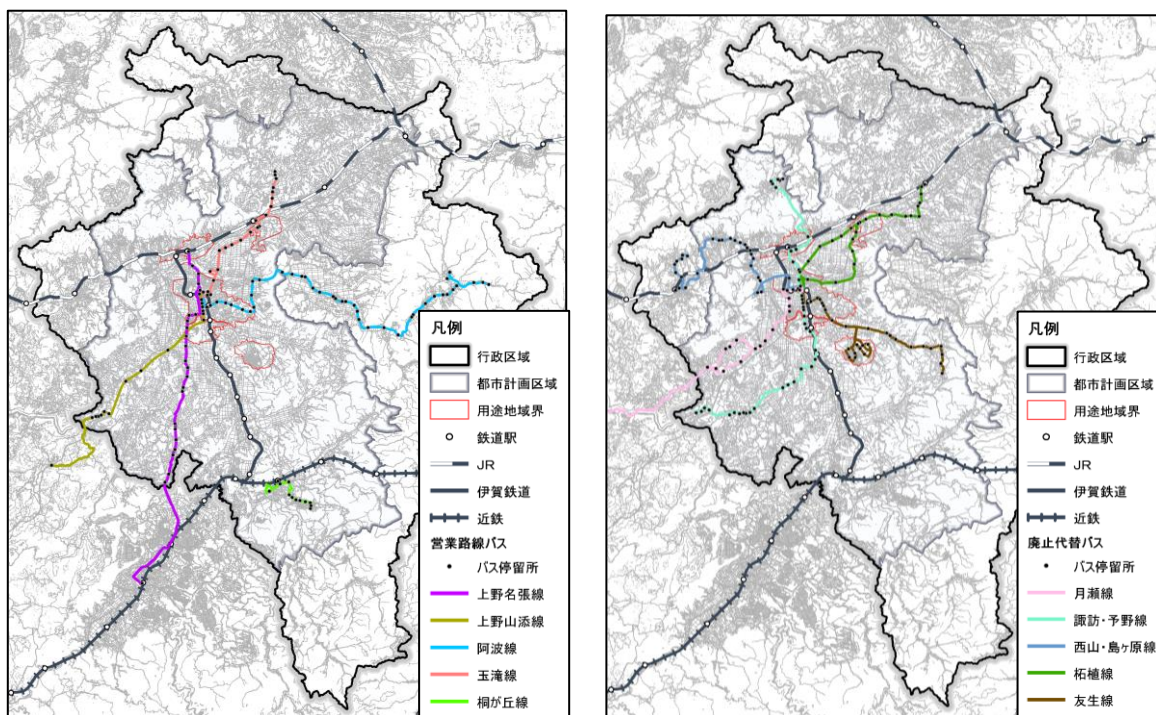 凡例
行政区域
都市計画区域
用途地域界
鉄道駅
JR
伊賀鉄道
近鉄
営業路線バス
バス停留所
上野名張線
上野山添線
阿波線
玉滝線
桐が丘線
凡例
行政区域
都市計画区域
用途地域界
鉄道駅
JR
伊賀鉄道
近鉄
廃止代替バス
バス停留所
月瀬線
諏訪・予野線
西山・島ヶ原線
柘植線
友生線